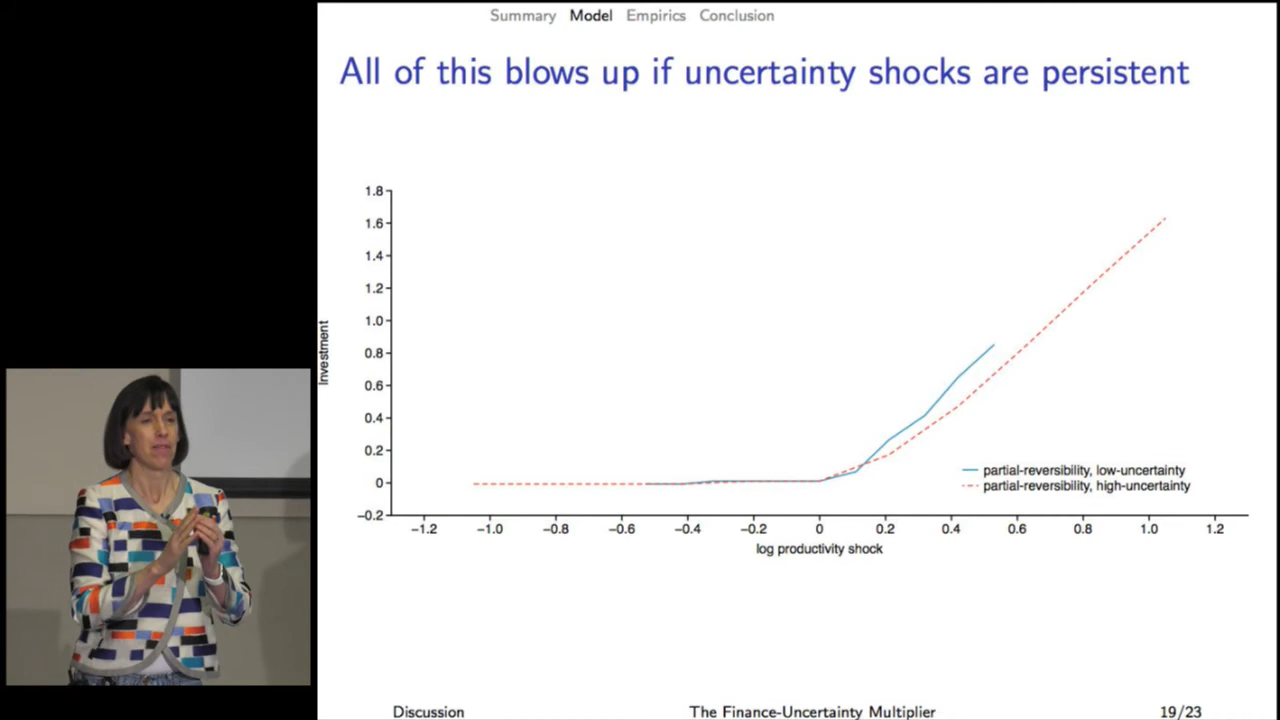 Summary Model Empirics Conclusion
All of this blows up if uncertainty shocks are persistent
1.8
1.6
1.4
1.2
1.0
0.8
0.6
0.4
0.2
0
−0.2
Investment
−1.2 −1.0 −0.8 −0.6 −0.4 −0.2 0 0.2 0.4 0.6 0.8 1.0 1.2
log productivity shock
partial-reversibility, low-uncertainty
partial-reversibility, high-uncertainty
Discussion The Finance-Uncertainty Multiplier 19/23